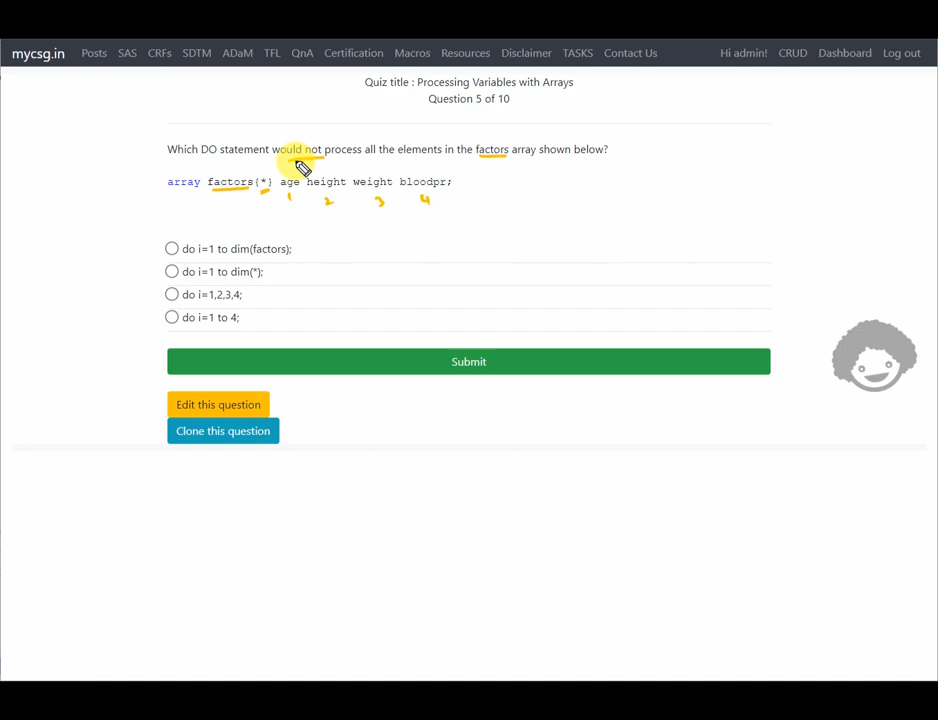 mycsg.in Posts SAS CRFs SDTM ADaM TFL QnA Certification Macros Resources Disclaimer TASKS Contact Us Hi admin! CRUD Dashboard Log out
Quiz title : Processing Variables with Arrays
Question 5 of 10
Which DO statement would not process all the elements in the factors array shown below?
array factors{*} age height weight bloodpr;
1 2 3 4
do i=1 to dim(factors);
do i=1 to dim(*);
do i=1,2,3,4;
do i=1 to 4;
Submit
Edit this question
Clone this question